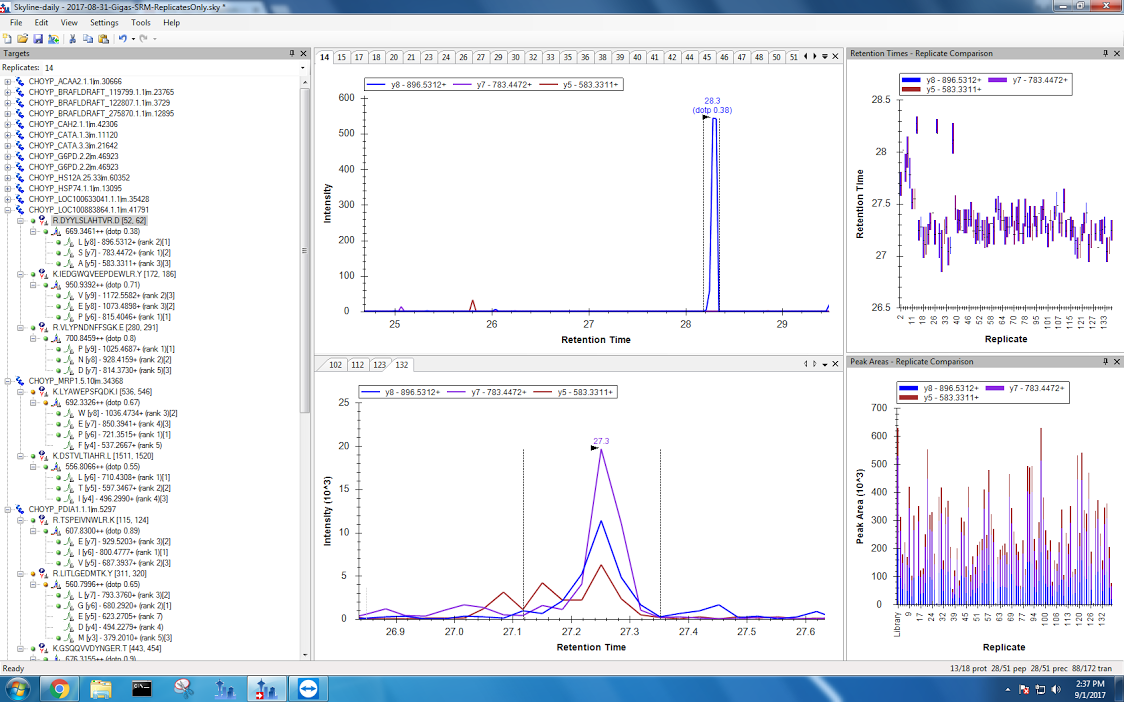 Skyline-daily - 2017-08-31-Gigas-SRM-ReplicatesOnly.sky *
File Edit View Settings Tools Help
Targets
Replicates: 14
CHOYP_ACAA2.1.1|m.30666
CHOYP_BRAFLDRAFT_119799.1.1|m.23765
CHOYP_BRAFLDRAFT_122807.1.1|m.3729
CHOYP_BRAFLDRAFT_275870.1.1|m.12895
CHOYP_CAH2.1.1|m.42306
CHOYP_CATA.1.3|m.11120
CHOYP_CATA.3.3|m.21642
CHOYP_G6PD.2.2|m.46923
CHOYP_G6PD.2.2|m.46923
CHOYP_HS12A.25.33|m.60352
CHOYP_HSP74.1.1|m.13095
CHOYP_LOC100633041.1.1|m.35428
CHOYP_LOC100883864.1.1|m.41791
R.DYYLSLAHTVR.D [52, 62]
669.3461++ (dotp 0.38)
L [y8] - 896.5312+ (rank 2)[1]
S [y7] - 783.4472+ (rank 1)[2]
A [y5] - 583.3311+ (rank 3)[3]
K.IEDGWQVEEPDEWLR.Y [172, 186]
950.9392++ (dotp 0.71)
V [y9] - 1172.5582+ (rank 2)[3]
E [y8] - 1073.4898+ (rank 3)[2]
P [y6] - 815.4046+ (rank 1)[1]
R.VLYPNDNFFSGK.E [280, 291]
700.8459++ (dotp 0.8)
P [y9] - 1025.4687+ (rank 1)[1]
N [y8] - 928.4159+ (rank 2)[2]
D [y7] - 814.3730+ (rank 5)[3]
CHOYP_MRP1.5.10|m.34368
K.LYAWEPSFQDK.I [536, 546]
692.3326++ (dotp 0.67)
W [y8] - 1036.4734+ (rank 3)[2]
E [y7] - 850.3941+ (rank 4)[3]
P [y6] - 721.3515+ (rank 1)[1]
F [y4] - 537.2667+ (rank 5)
K.DSTVLTIAHR.L [1511, 1520]
556.8066++ (dotp 0.55)
L [y6] - 710.4308+ (rank 1)[1]
T [y5] - 597.3467+ (rank 2)[2]
I [y4] - 496.2990+ (rank 4)[3]
CHOYP_PDIA1.1.1|m.5297
R.TSPEIVNWLR.K [115, 124]
607.8300++ (dotp 0.89)
E [y7] - 929.5203+ (rank 3)[2]
I [y6] - 800.4777+ (rank 1)[1]
V [y5] - 687.3937+ (rank 2)[3]
R.LITLGEDMTK.Y [311, 320]
560.7996++ (dotp 0.65)
L [y7] - 793.3760+ (rank 3)[2]
G [y6] - 680.2920+ (rank 2)[1]
E [y5] - 623.2705+ (rank 7)
D [y4] - 494.2279+ (rank 4)
M [y3] - 379.2010+ (rank 5)[3]
K.GSQQVVDYNGER.T [443, 454]
676.3155++ (dotp 0.9)
14 15 17 18 20 21 23 24 26 27 29 30 32 33 35 36 38 39 40 41 42 44 45 46 47 48 50 51
y8 - 896.5312+ y7 - 783.4472+ y5 - 583.3311+
28.3
(dotp 0.38)
600
500
400
300
200
100
0
Intensity
25 26 27 28 29
Retention Time
102 112 123 132
y8 - 896.5312+ y7 - 783.4472+ y5 - 583.3311+
27.3
25
20
15
10
5
0
Intensity (10^3)
26.9 27.0 27.1 27.2 27.3 27.4 27.5 27.6
Retention Time
Retention Times - Replicate Comparison
y8 - 896.5312+ y7 - 783.4472+
y5 - 583.3311+
28.5
28
27.5
27
26.5
Retention Time
2 11 18 26 33 40 46 52 58 64 70 78 88 95 101 107 115 121 127 133
Replicate
Peak Areas - Replicate Comparison
y8 - 896.5312+ y7 - 783.4472+
y5 - 583.3311+
700
600
500
400
300
200
100
0
Peak Area (10^3)
Library 9 17 24 32 39 45 51 57 63 69 77 86 94 100 106 114 120 126 132
Replicate
Ready
13/18 prot 28/51 pep 28/51 prec 88/172 tran
2:37 PM
9/1/2017